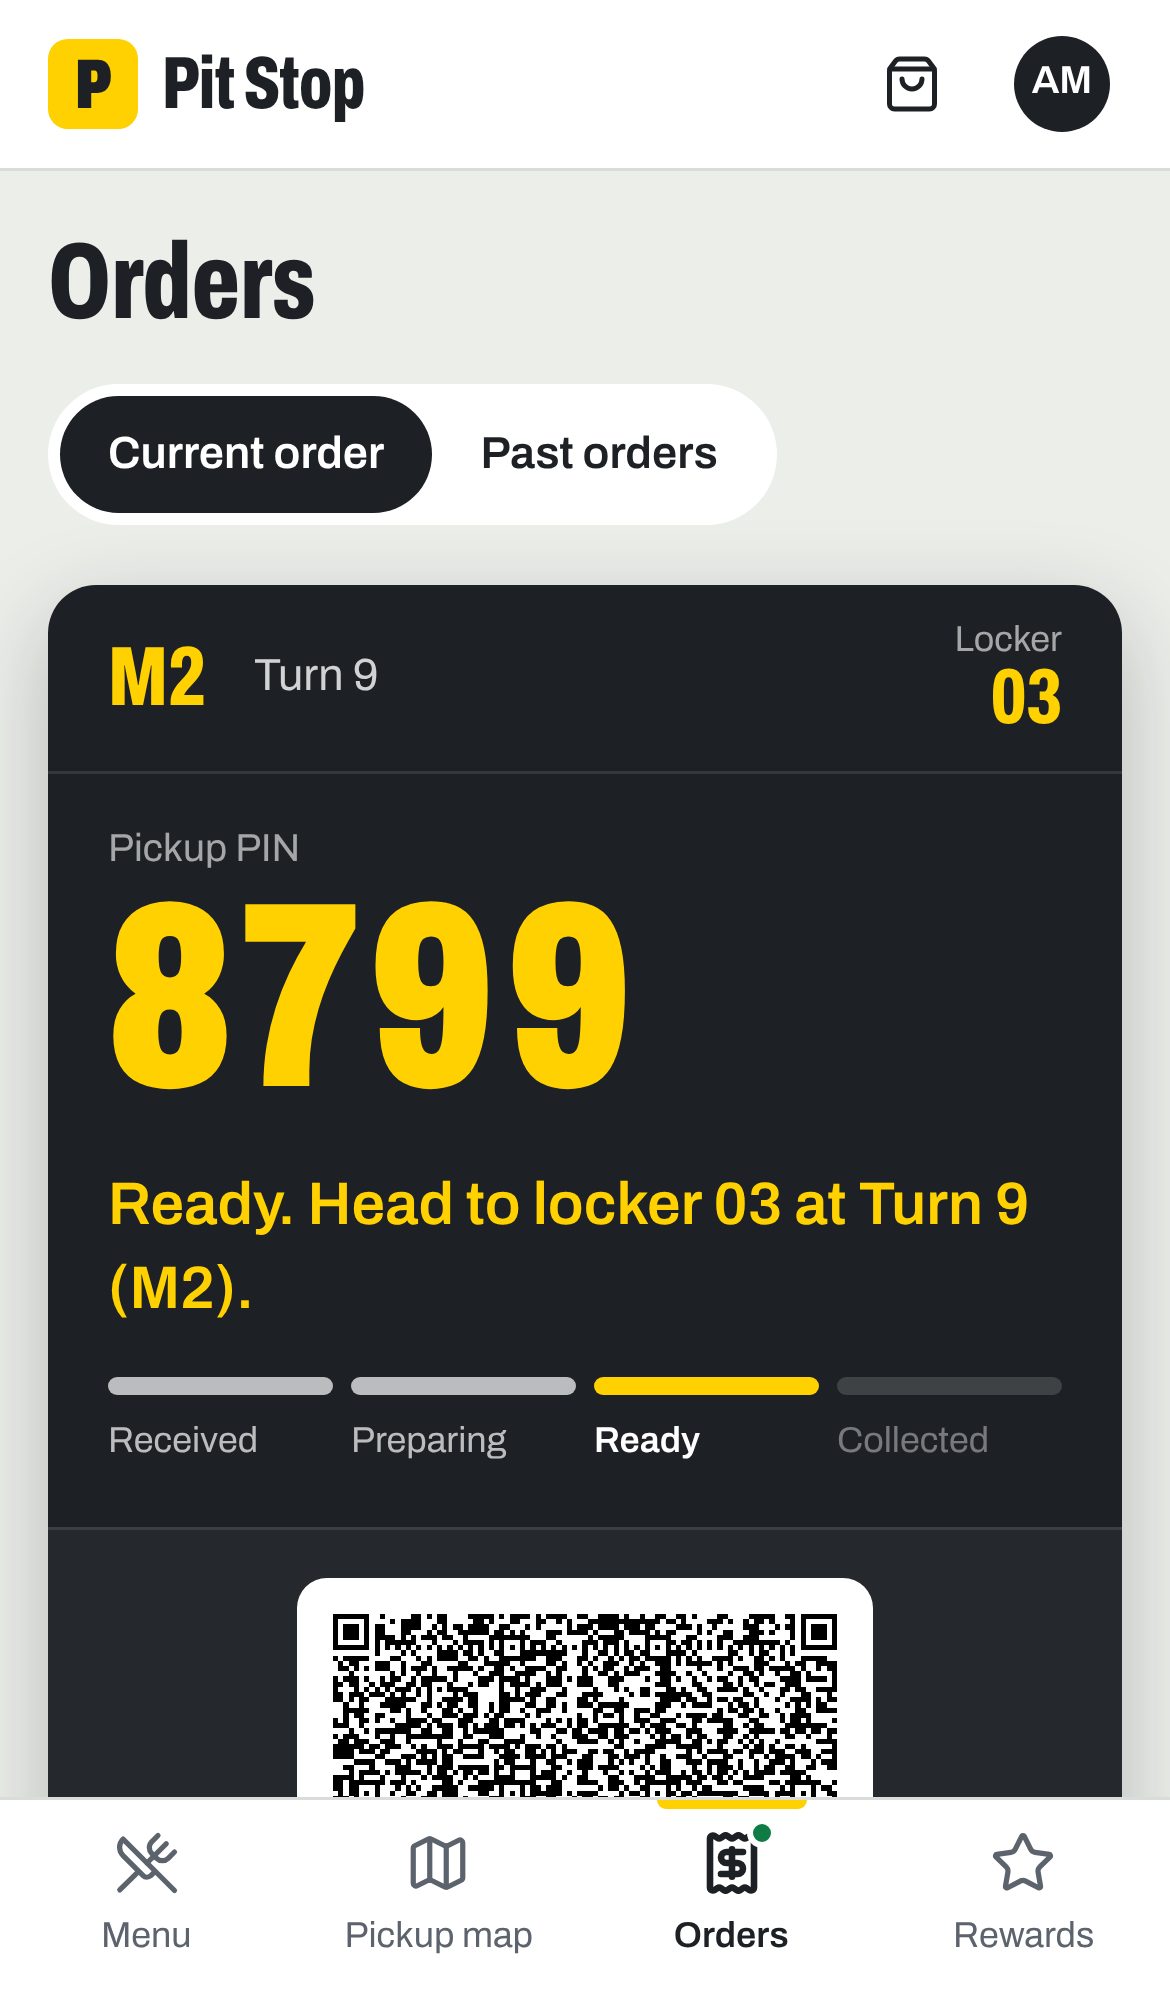 P Pit Stop
AM
Orders
Current order
Past orders
M2 Turn 9
Locker
03
Pickup PIN
8799
Ready. Head to locker 03 at Turn 9
(M2).
Received
Preparing
Ready
Collected
Menu
Pickup map
Orders
Rewards